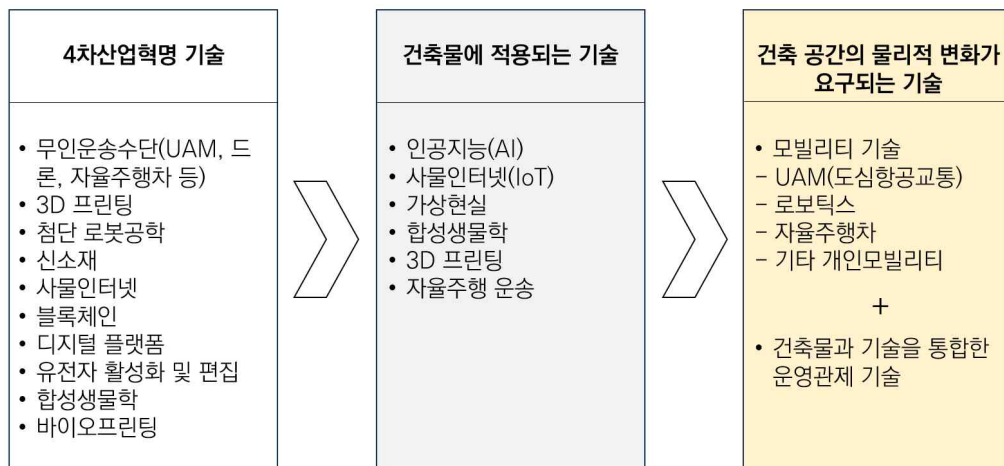 4차산업혁명 기술
• 무인운송수단(UAM, 드
론, 자율주행차 등)
• 3D 프린팅
• 첨단 로봇공학
• 신소재
• 사물인터넷
• 블록체인
• 디지털 플랫폼
• 유전자 활성화 및 편집
• 합성생물학
• 바이오프린팅
건축물에 적용되는 기술
• 인공지능(AI)
• 사물인터넷(IoT)
• 가상현실
• 합성생물학
• 3D 프린팅
• 자율주행 운송
건축 공간의 물리적 변화가
요구되는 기술
• 모빌리티 기술
– UAM(도심항공교통)
– 로보틱스
– 자율주행차
– 기타 개인모빌리티
+
• 건축물과 기술을 통합한
운영관제 기술